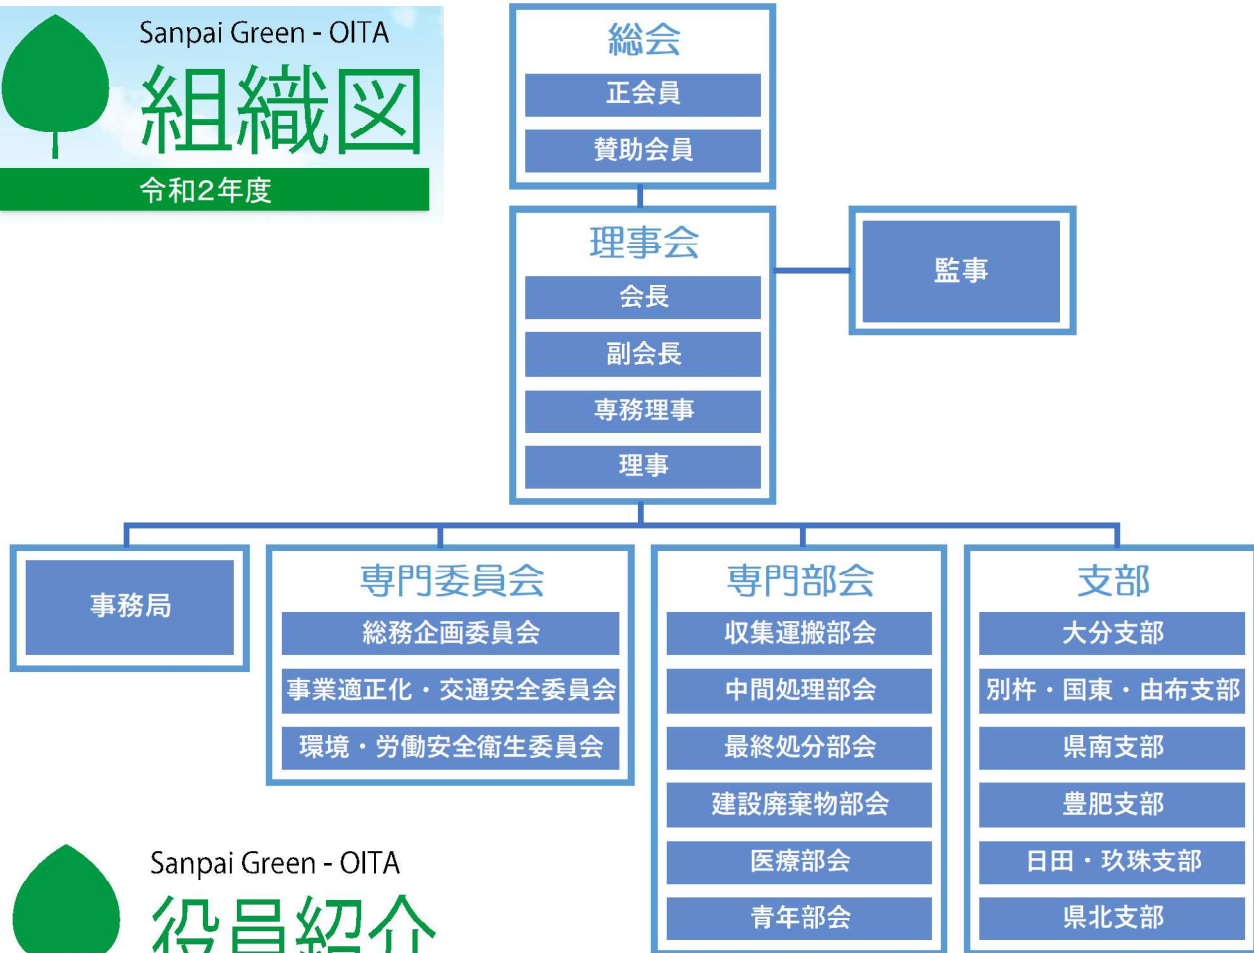 Sanpai Green - OITA
組織図
令和2年度
総会
正会員
賛助会員
理事会
会長
副会長
専務理事
理事
監事
事務局
専門委員会
総務企画委員会
事業適正化・交通安全委員会
環境・労働安全衛生委員会
専門部会
収集運搬部会
中間処理部会
最終処分部会
建設廃棄物部会
医療部会
青年部会
支部
大分支部
別杵・国東・由布支部
県南支部
豊肥支部
日田・玖珠支部
県北支部
Sanpai Green - OITA
役員紹介